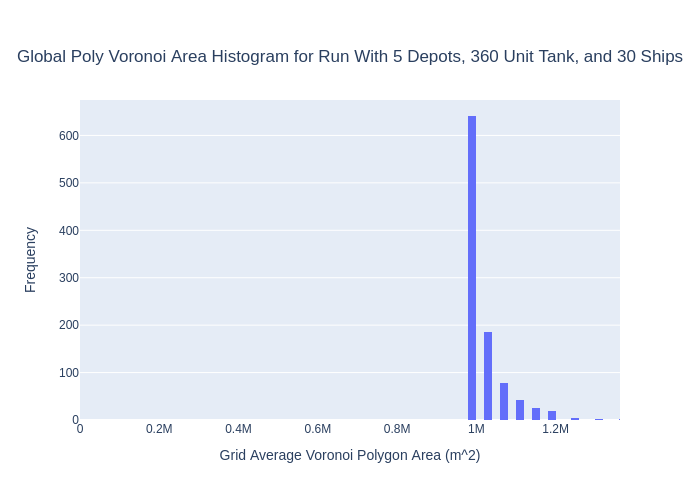 Global Poly Voronoi Area Histogram for Run With 5 Depots, 360 Unit Tank, and 30 Ships
600
500
400
300
200
100
0
Frequency
0
0.2M
0.4M
0.6M
0.8M
1M
1.2M
Grid Average Voronoi Polygon Area (m^2)